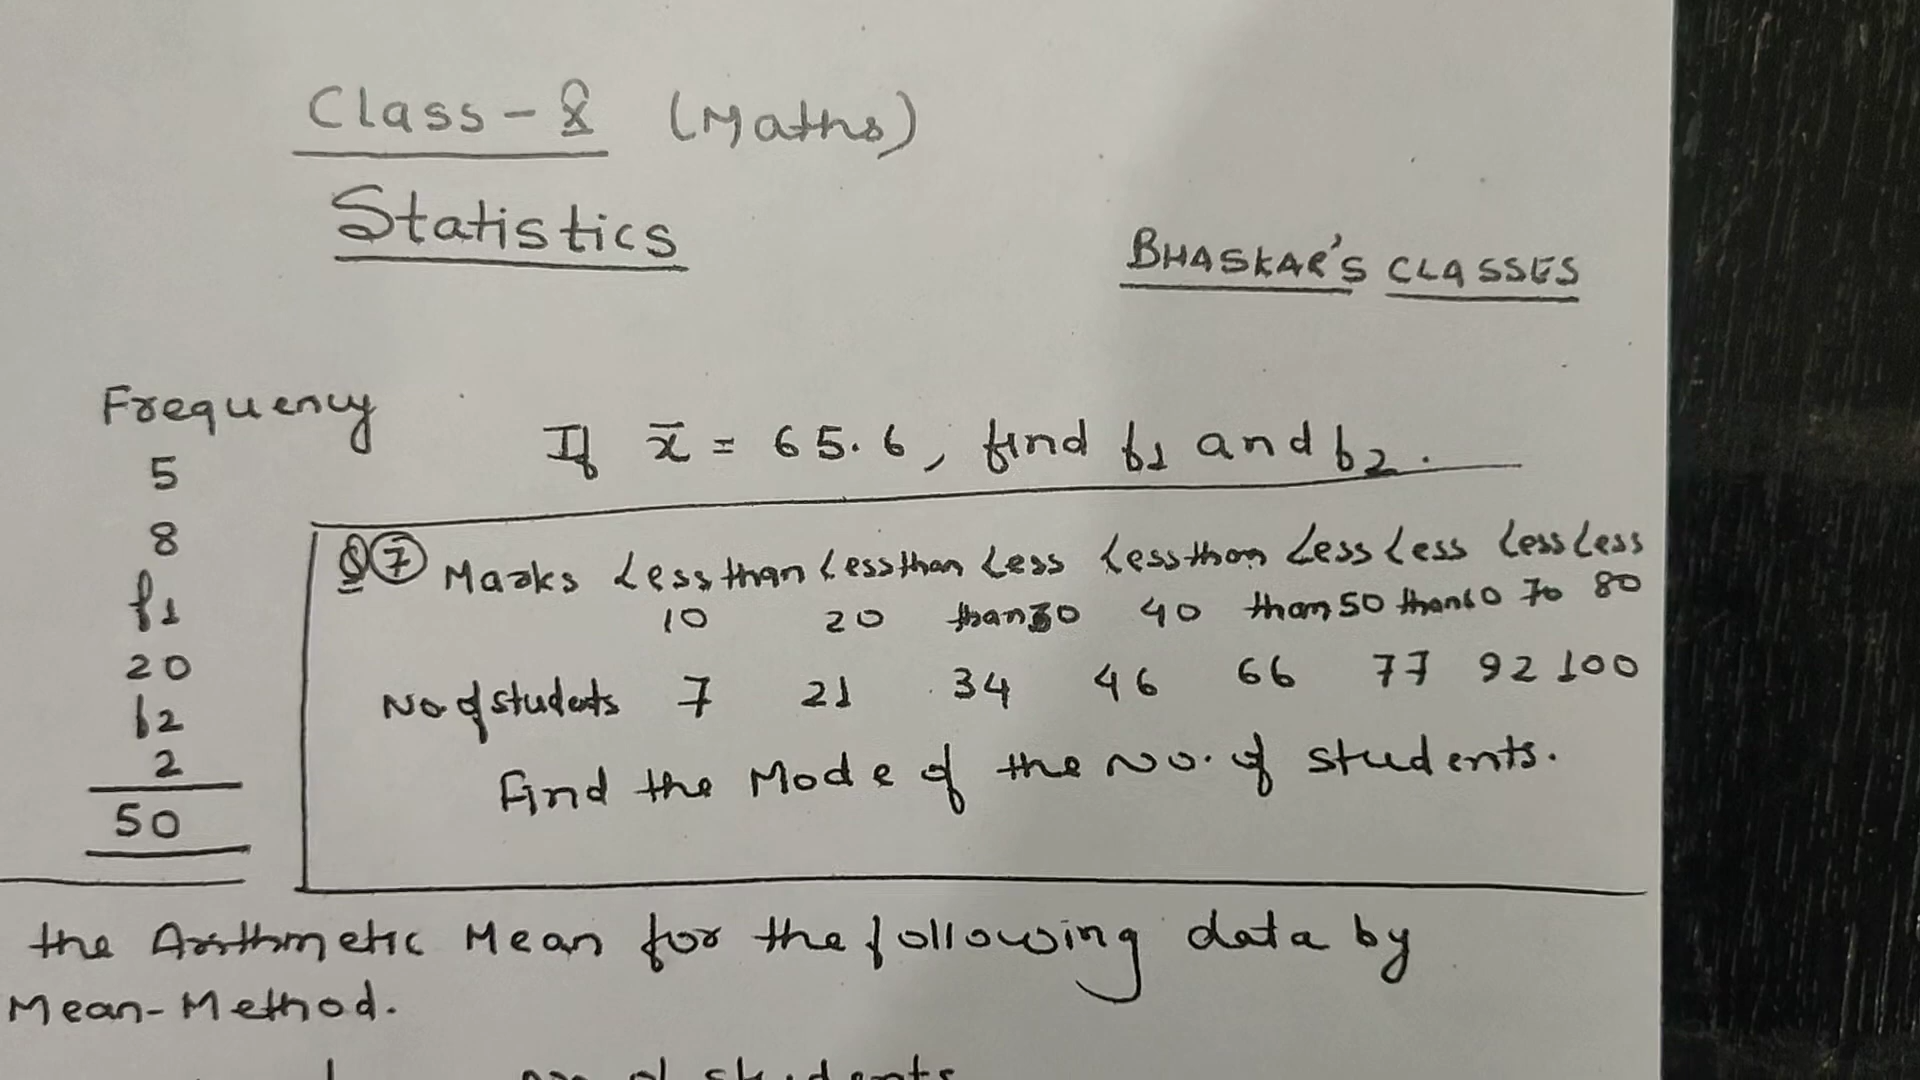 Class - X (Maths)
Statistics
BHASKAR'S CLASSES
Frequency
5
8
f1
20
f2
2
50
If x̄ = 65.6, find f1 and f2.
Q7 Marks Less than Less than Less Less than Less Less Less Less
10 20 than 30 40 than 50 than 60 70 80
No of students 7 21 34 46 66 77 92 100
Find the Mode of the No. of students.
the Arithmetic Mean for the following data by
Mean-Method.